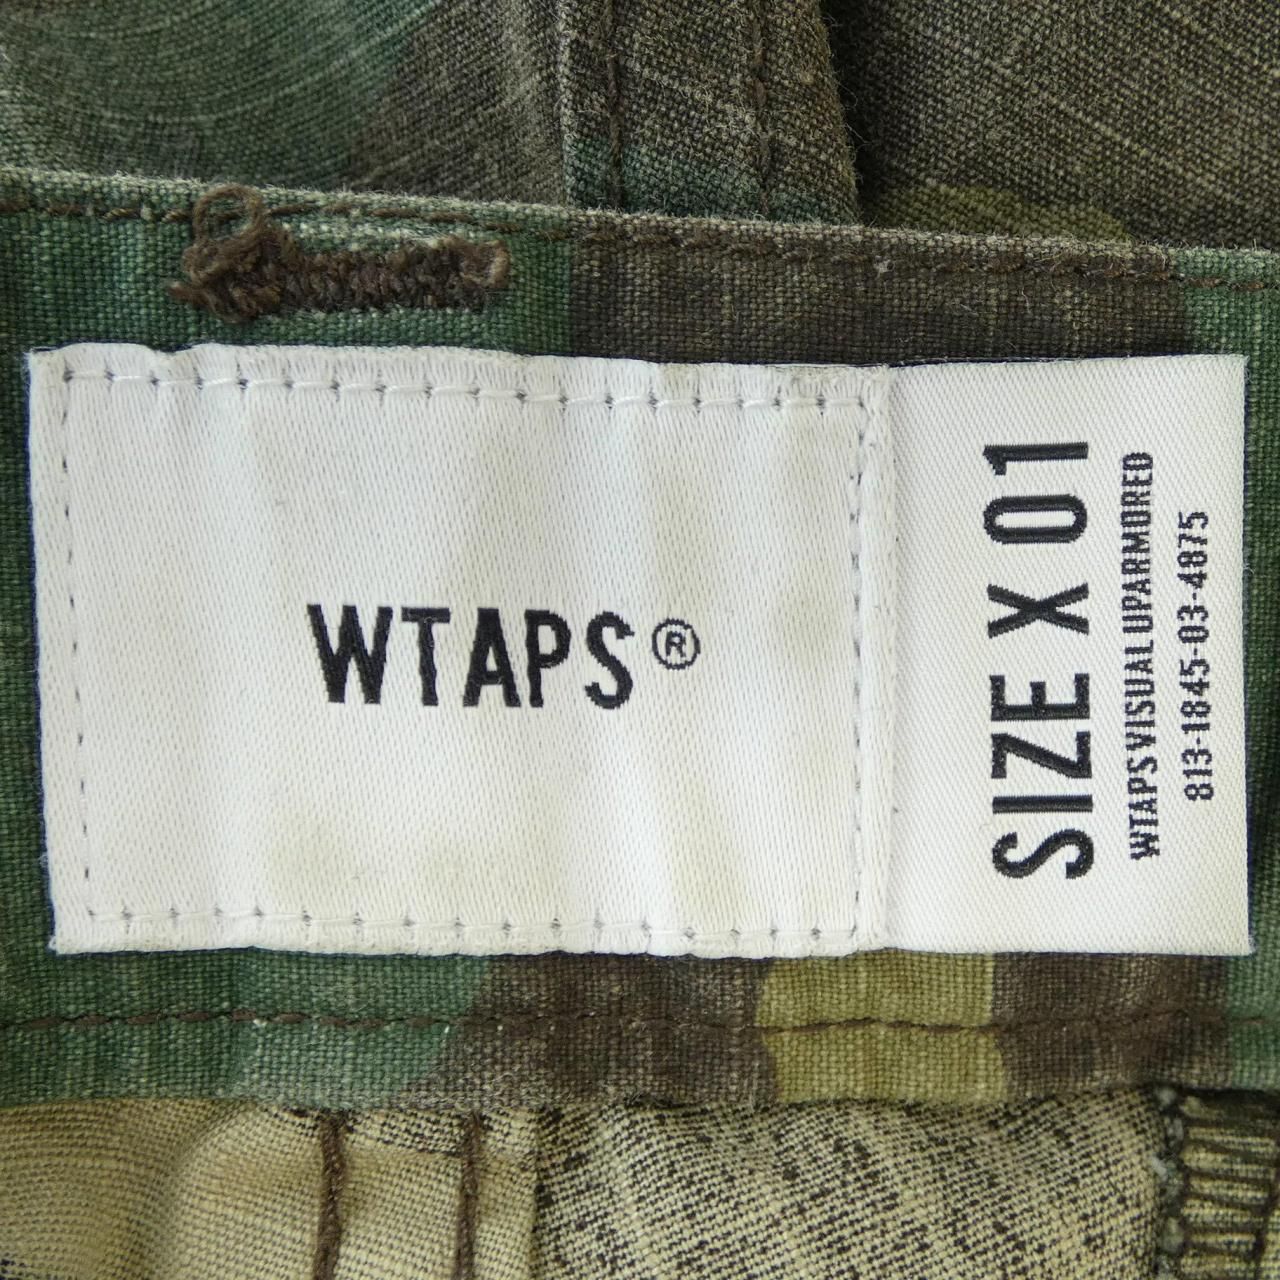 WTAPS®
SIZE X 01
WTAPS VISUAL UPARMORED
813-1845-03-4875